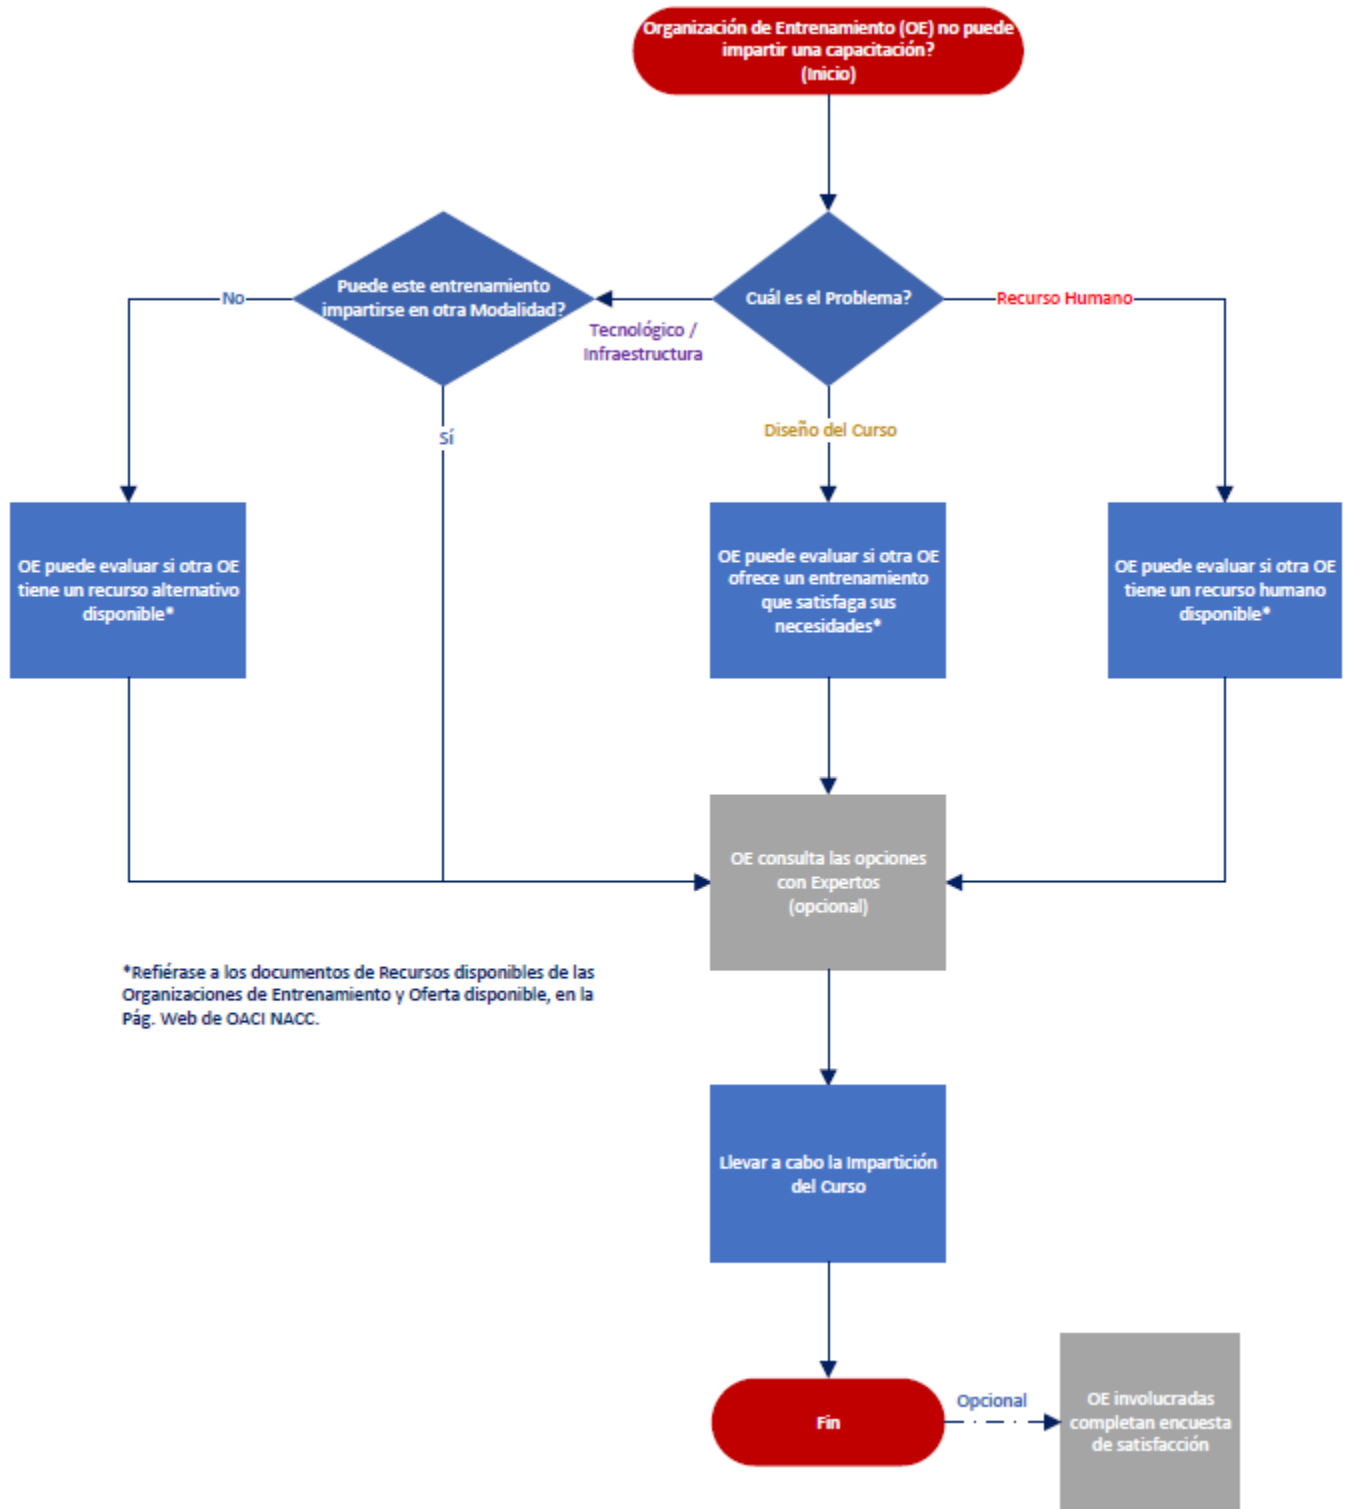 Organización de Entrenamiento (OE) no puede
impartir una capacitación?
(Inicio)
Puede este entrenamiento
impartirse en otra Modalidad?
Cuál es el Problema?
No
Recurso Humano
Tecnológico /
Infraestructura
Diseño del Curso
Sí
OE puede evaluar si otra OE
tiene un recurso alternativo
disponible*
OE puede evaluar si otra OE
ofrece un entrenamiento
que satisfaga sus
necesidades*
OE puede evaluar si otra OE
tiene un recurso humano
disponible*
OE consulta las opciones
con Expertos
(opcional)
*Refiérase a los documentos de Recursos disponibles de las
Organizaciones de Entrenamiento y Oferta disponible, en la
Pág. Web de OACI NACC.
Llevar a cabo la Impartición
del Curso
Fin
Opcional
OE involucradas
completan encuesta
de satisfacción